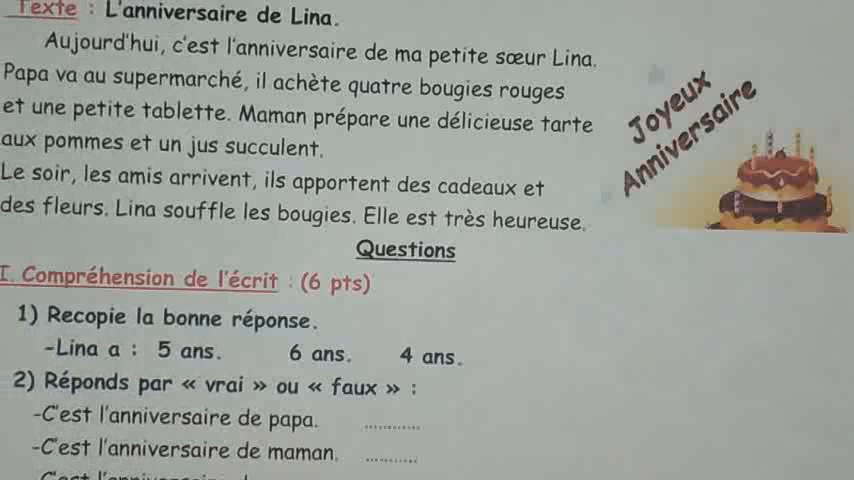 Texte : L'anniversaire de Lina.
Aujourd'hui, c'est l'anniversaire de ma petite sœur Lina.
Papa va au supermarché, il achète quatre bougies rouges
et une petite tablette. Maman prépare une délicieuse tarte
aux pommes et un jus succulent.
Le soir, les amis arrivent, ils apportent des cadeaux et
des fleurs. Lina souffle les bougies. Elle est très heureuse.
Joyeux
Anniversaire
Questions
I. Compréhension de l'écrit : (6 pts)
1) Recopie la bonne réponse.
-Lina a : 5 ans. 6 ans. 4 ans.
2) Réponds par « vrai » ou « faux » :
-C'est l'anniversaire de papa. ............
-C'est l'anniversaire de maman. ............